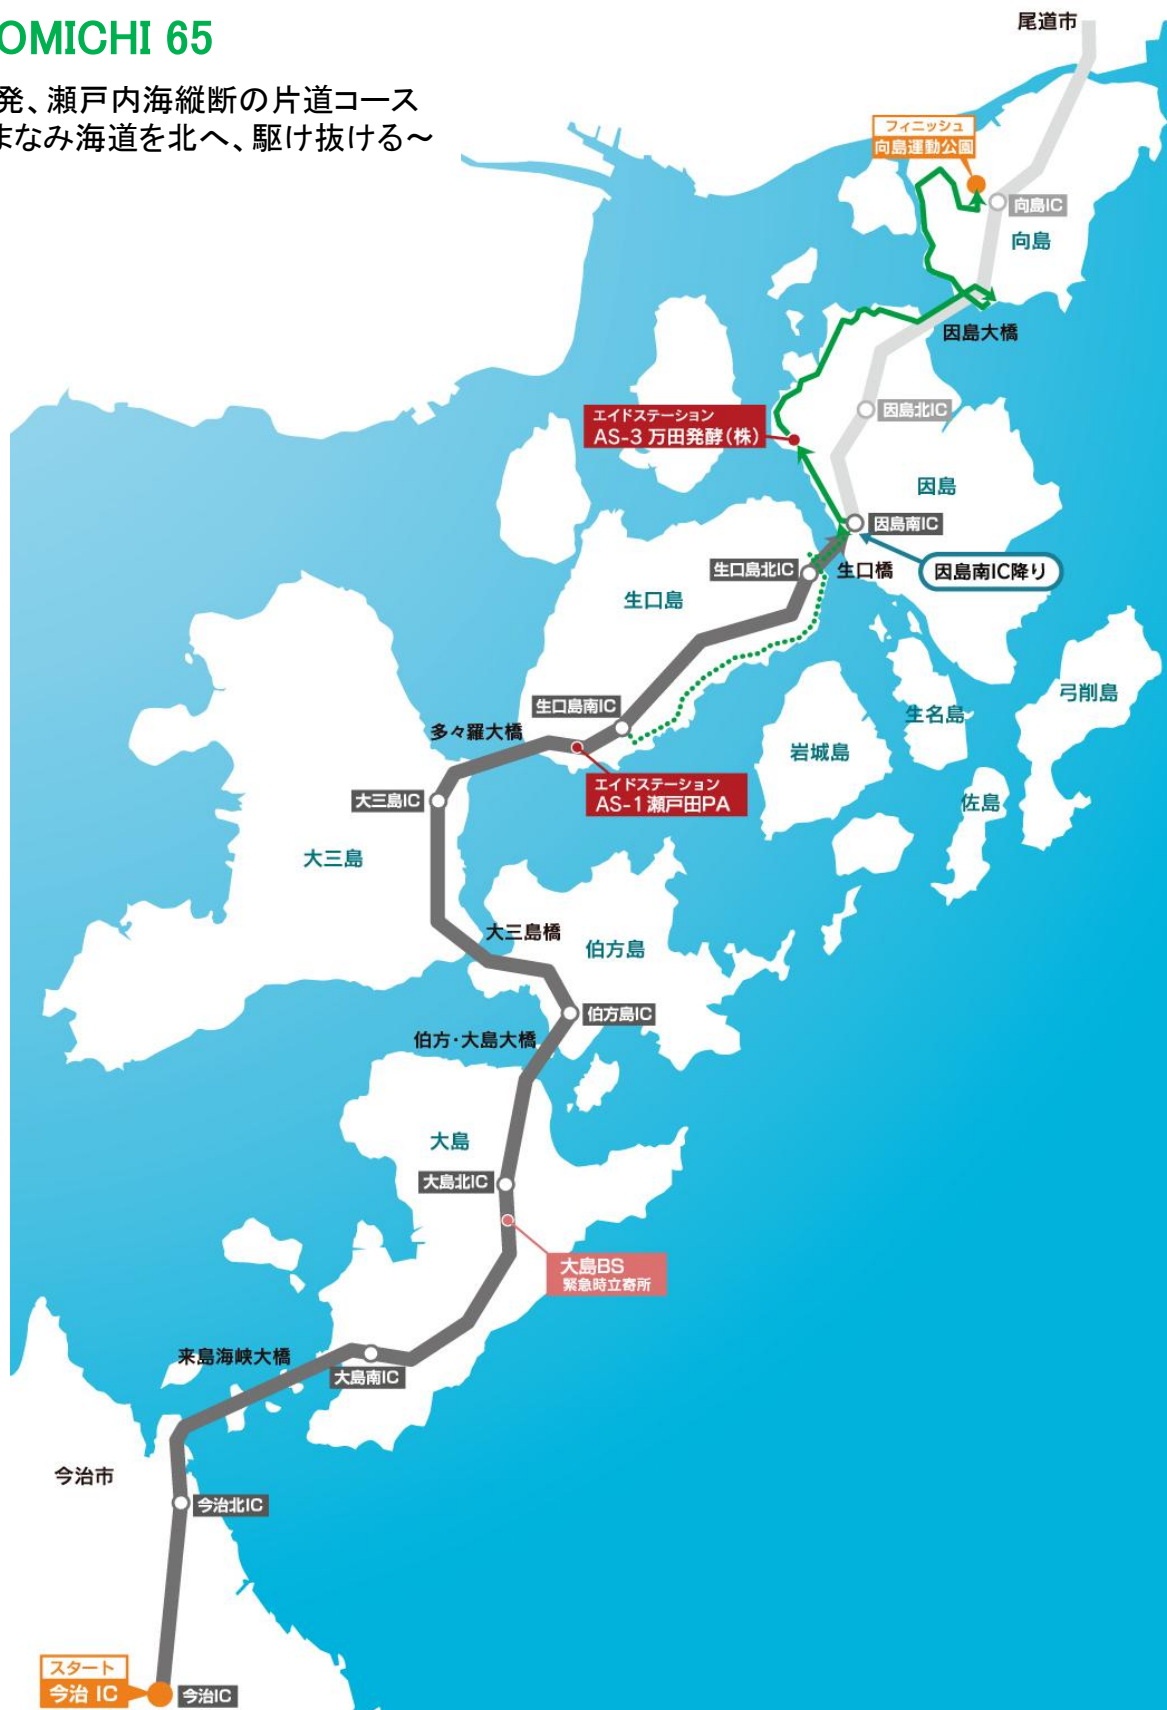 OMICHI 65
発、瀬戸内海縦断の片道コース
まなみ海道を北へ、駆け抜ける～
尾道市
フィニッシュ
向島運動公園
向島IC
向島
因島大橋
因島北IC
エイドステーション
AS-3 万田発酵(株)
因島
因島南IC
生口島北IC
生口橋
因島南IC降り
生口島
弓削島
生口島南IC
生名島
多々羅大橋
岩城島
エイドステーション
AS-1 瀬戸田PA
大三島IC
佐島
大三島
大三島橋
伯方島
伯方島IC
伯方・大島大橋
大島
大島北IC
大島BS
緊急時立寄所
来島海峡大橋
大島南IC
今治市
今治北IC
スタート
今治 IC
今治IC